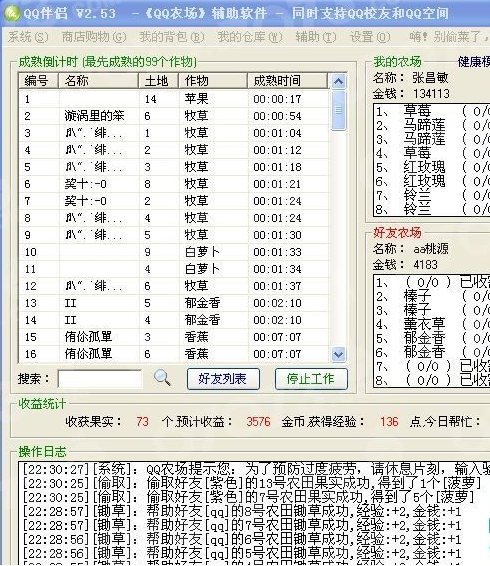 QQ伴侣 V2.53 -《QQ农场》辅助软件 - 同时支持QQ校友和QQ空间
系统(S) 商店购物(G) 我的背包(B) 我的仓库(W) 辅助(T) 设置(Q) 嗨! 别偷菜了,
成熟倒计时 (最先成熟的99个作物)
编号 名称 土地 作物 成熟时间
1 14 苹果 00:00:17
2 漩涡里的笨 6 牧草 00:00:54
3 1 牧草 00:01:04
4 2 牧草 00:01:12
5 3 牧草 00:01:18
6 8 牧草 00:01:21
7 2 牧草 00:01:24
8 4 牧草 00:01:24
9 5 牧草 00:01:30
10 9 白萝卜 00:01:33
11 4 白萝卜 00:01:34
12 6 牧草 00:01:37
13 II 5 郁金香 00:02:10
14 II 4 郁金香 00:02:10
15 侑伱孤單 3 香蕉 00:07:07
16 侑伱孤單 6 香蕉 00:07:07
搜索: 好友列表 停止工作
我的农场 健康模
名称: 张昌敏
金钱: 134113
1、 草莓 ( 0/0
2、 马蹄莲 ( 0/0
3、 马蹄莲 ( 0/0
4、 草莓 ( 0/0
5、 红玫瑰 ( 0/0
6、 红玫瑰 ( 0/0
7、 铃兰 ( 0/0
8、 铃兰 ( 0/0
好友农场
名称: aa桃源
金钱: 4183
1、 ( 0/0 ) 已收
2、 榛子 ( 0/0
3、 榛子 ( 0/0
4、 薰衣草 ( 0/0
5、 郁金香 ( 0/0
6、 郁金香 ( 0/0
7、 ( 0/0 ) 已收
8、 ( 0/0 ) 已收
收益统计
收获果实: 73 个,预计收益: 3576 金币,获得经验: 136 点,今日帮忙:
操作日志
[22:30:27][系统]: QQ农场提示您: 为了预防过度疲劳, 请休息片刻, 输入验
[22:30:25][偷取]: 偷取好友[紫色]的13号农田果实成功,得到了1个[菠萝]
[22:30:25][偷取]: 偷取好友[紫色]的7号农田果实成功,得到了5个[菠萝]
[22:28:57][锄草]: 帮助好友[qq]的8号农田锄草成功,经验:+2,金钱:+1
[22:28:57][锄草]: 帮助好友[qq]的7号农田锄草成功,经验:+2,金钱:+1
[22:28:56][锄草]: 帮助好友[qq]的6号农田锄草成功,经验:+2,金钱:+1
[22:28:56][锄草]: 帮助好友[qq]的5号农田锄草成功,经验:+2,金钱:+1